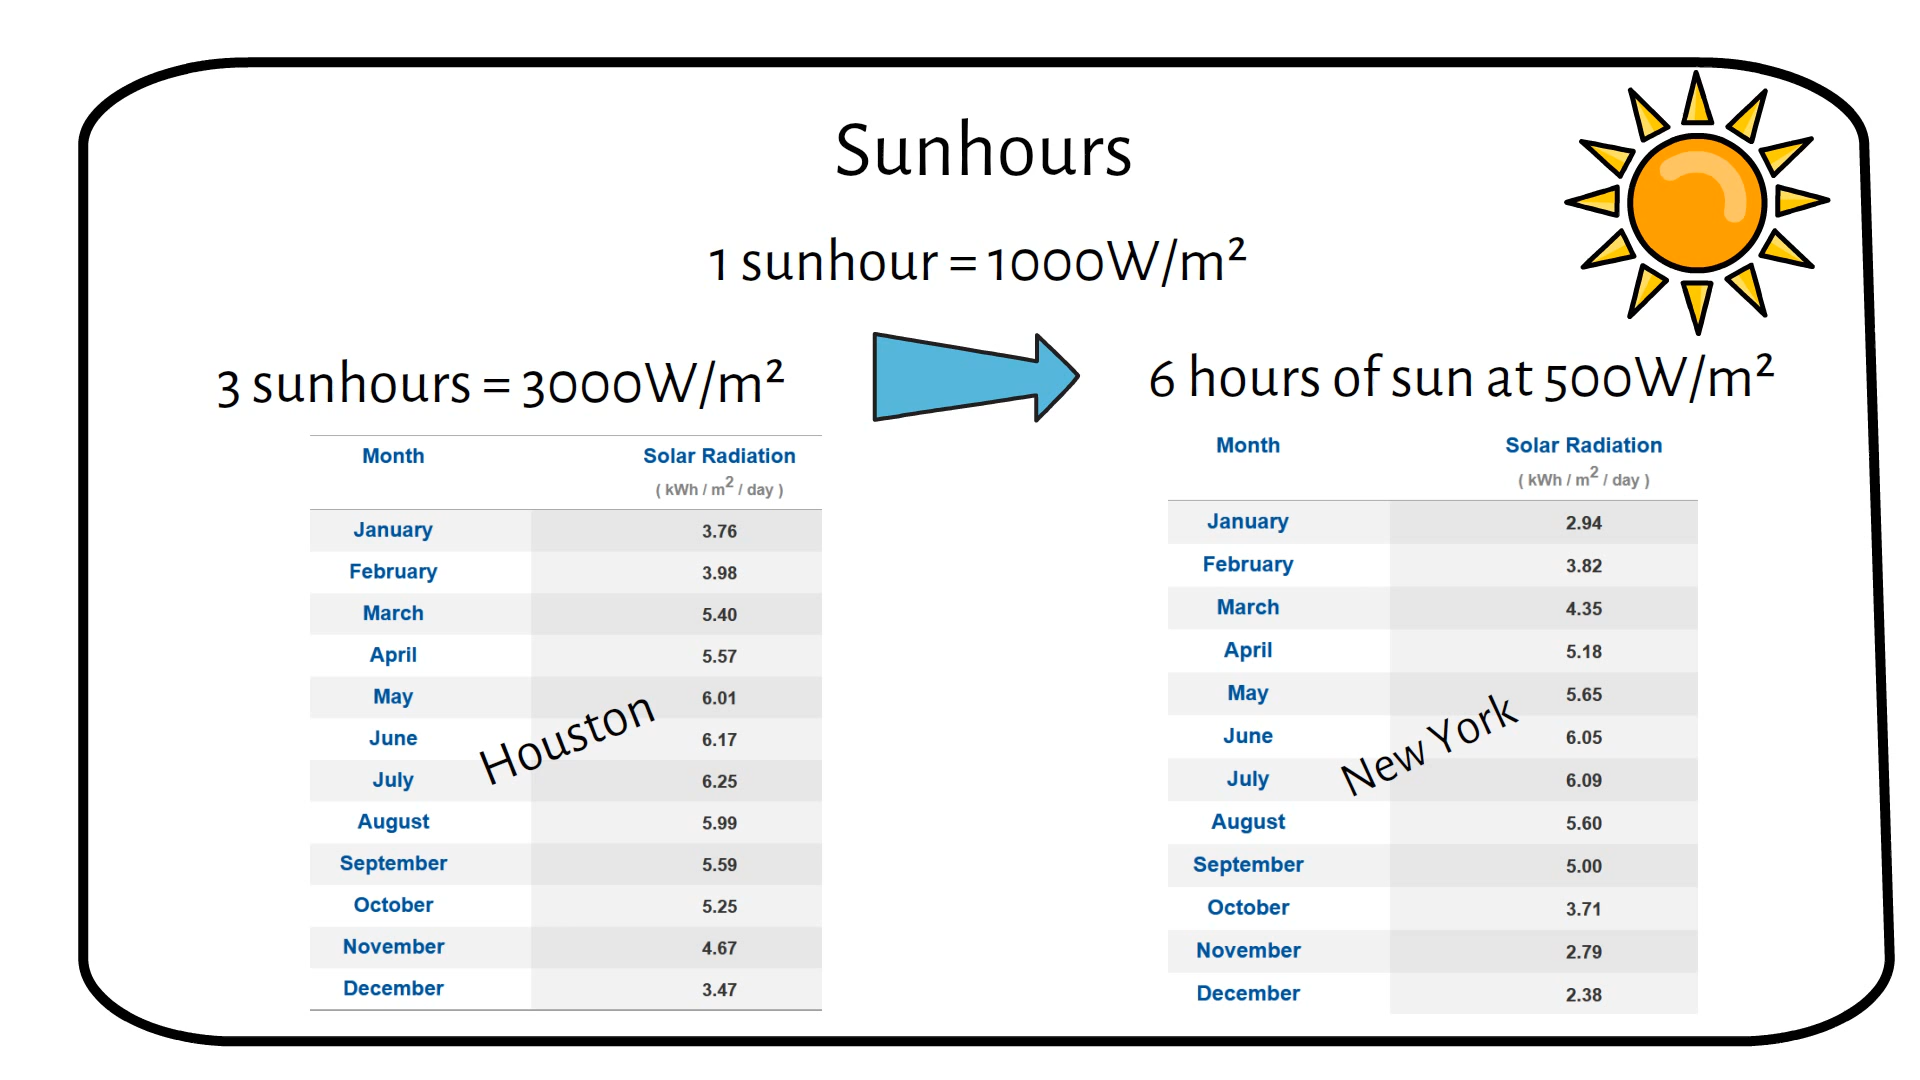 Sunhours
1 sunhour = 1000W/m²
3 sunhours = 3000W/m²
6 hours of sun at 500W/m²
Month Solar Radiation
( kWh / m² / day )
January 3.76
February 3.98
March 5.40
April 5.57
May 6.01
June 6.17
July 6.25
August 5.99
September 5.59
October 5.25
November 4.67
December 3.47
Houston
Month Solar Radiation
( kWh / m² / day )
January 2.94
February 3.82
March 4.35
April 5.18
May 5.65
June 6.05
July 6.09
August 5.60
September 5.00
October 3.71
November 2.79
December 2.38
New York